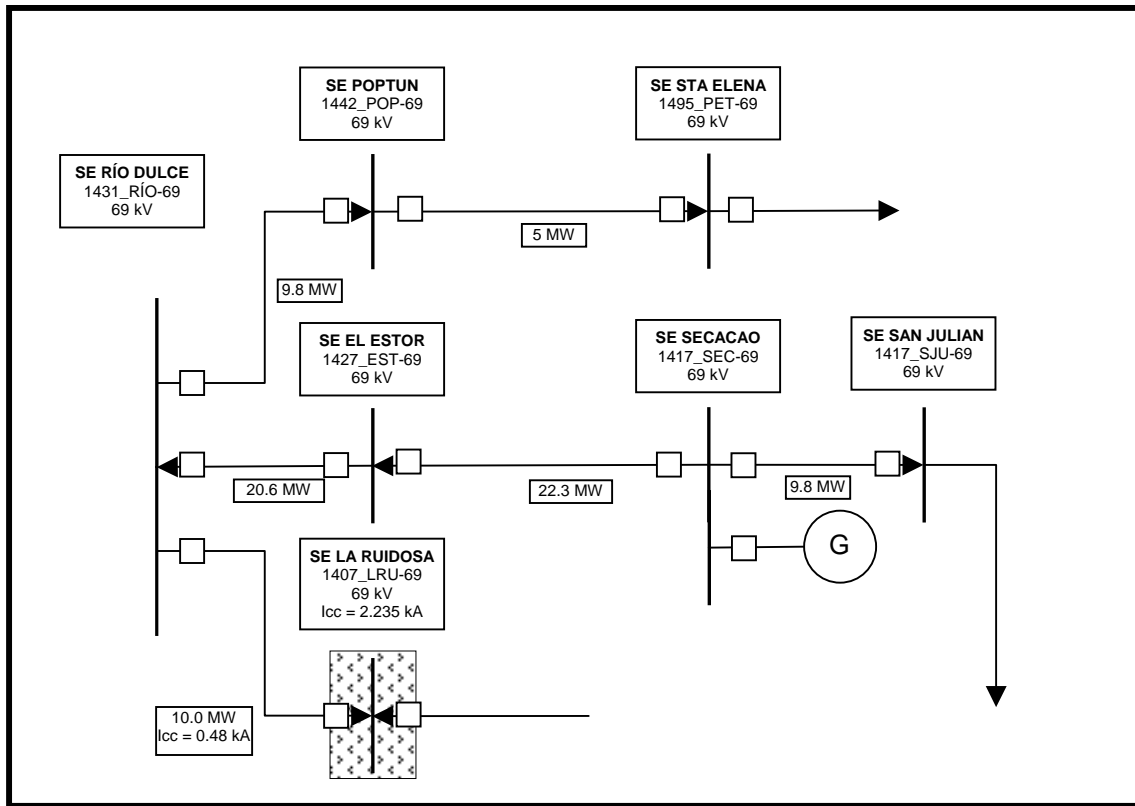 SE POPTUN
1442_POP-69
69 kV
SE STA ELENA
1495_PET-69
69 kV
SE RÍO DULCE
1431_RÍO-69
69 kV
5 MW
9.8 MW
SE EL ESTOR
1427_EST-69
69 kV
SE SECACAO
1417_SEC-69
69 kV
SE SAN JULIAN
1417_SJU-69
69 kV
20.6 MW
22.3 MW
9.8 MW
G
SE LA RUIDOSA
1407_LRU-69
69 kV
Icc = 2.235 kA
10.0 MW
Icc = 0.48 kA